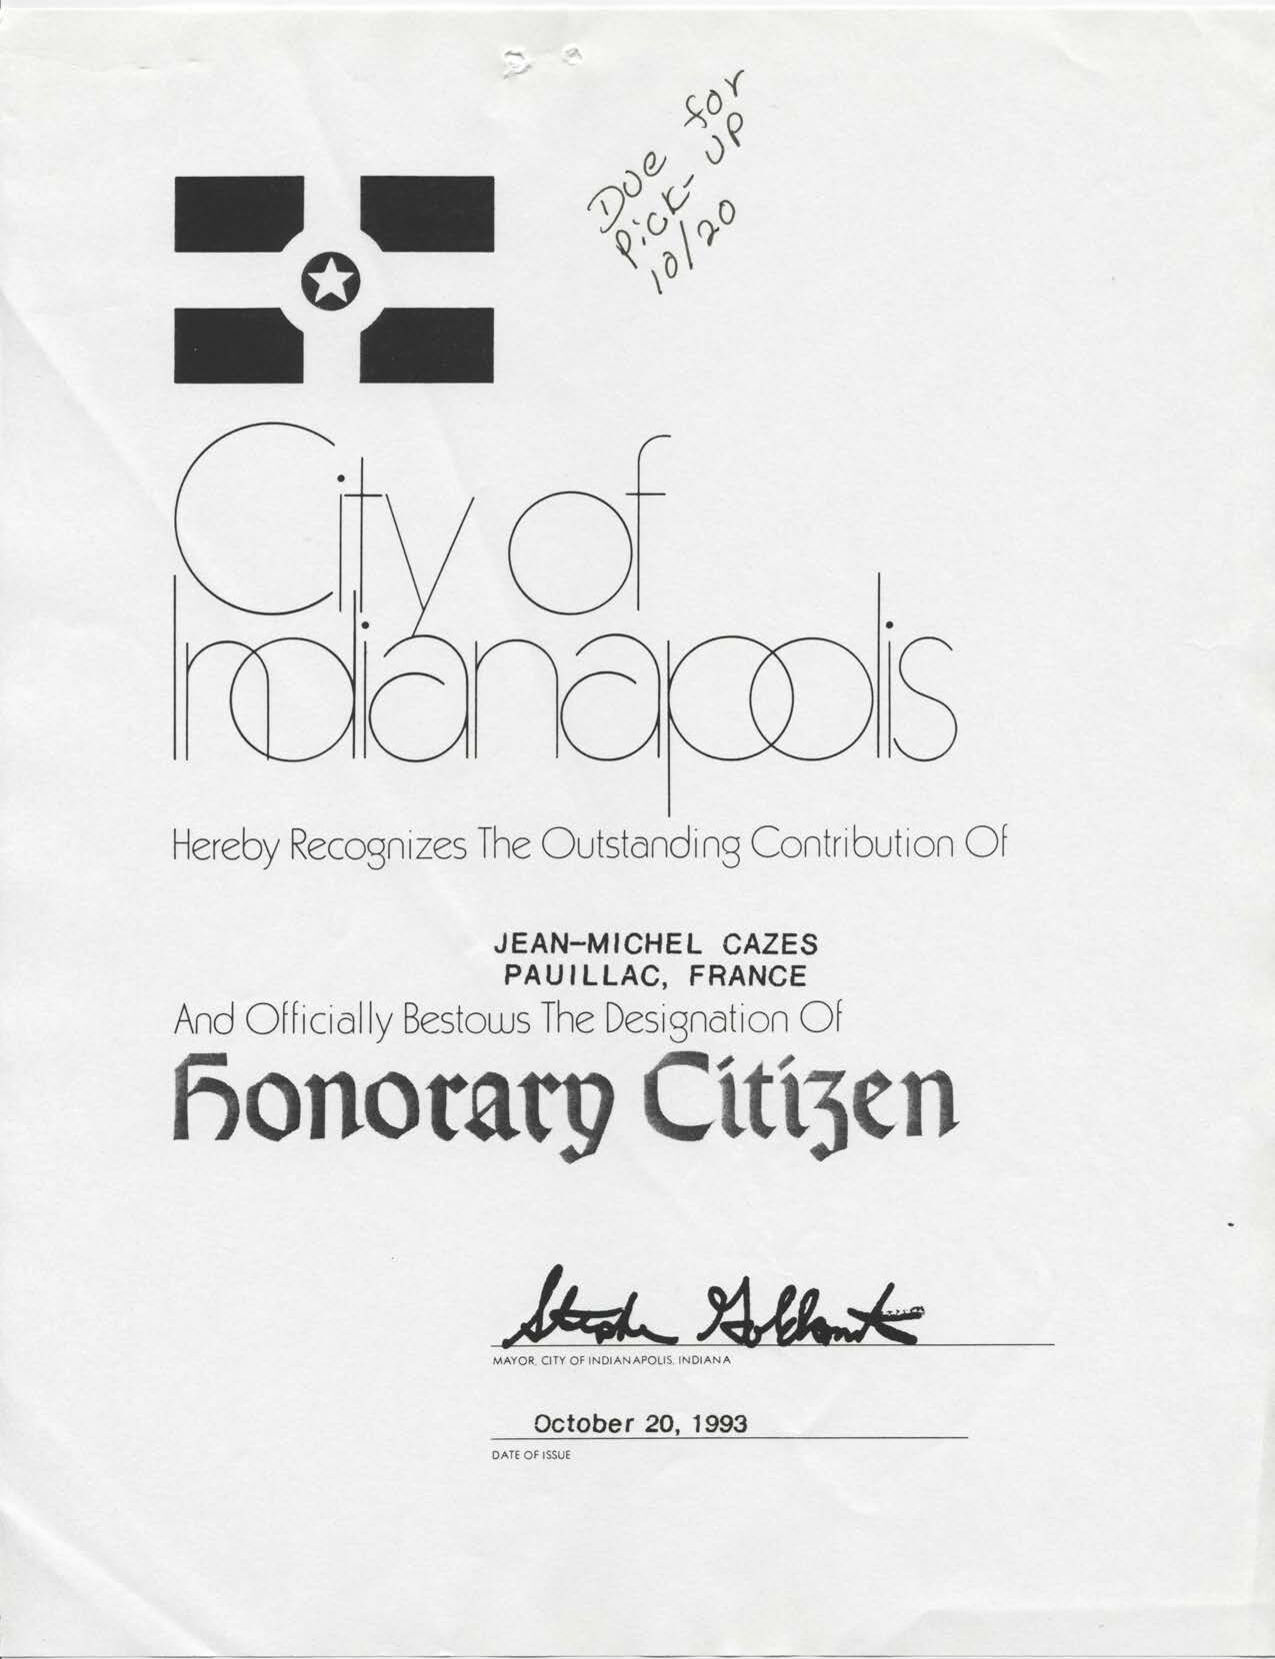 Due for
Pick-UP
10/20
City of
Indianapolis
Hereby Recognizes The Outstanding Contribution Of
JEAN-MICHEL CAZES
PAUILLAC, FRANCE
And Officially Bestows The Designation Of
Honorary Citizen
Stephen Goldsmith
MAYOR, CITY OF INDIANAPOLIS, INDIANA
October 20, 1993
DATE OF ISSUE